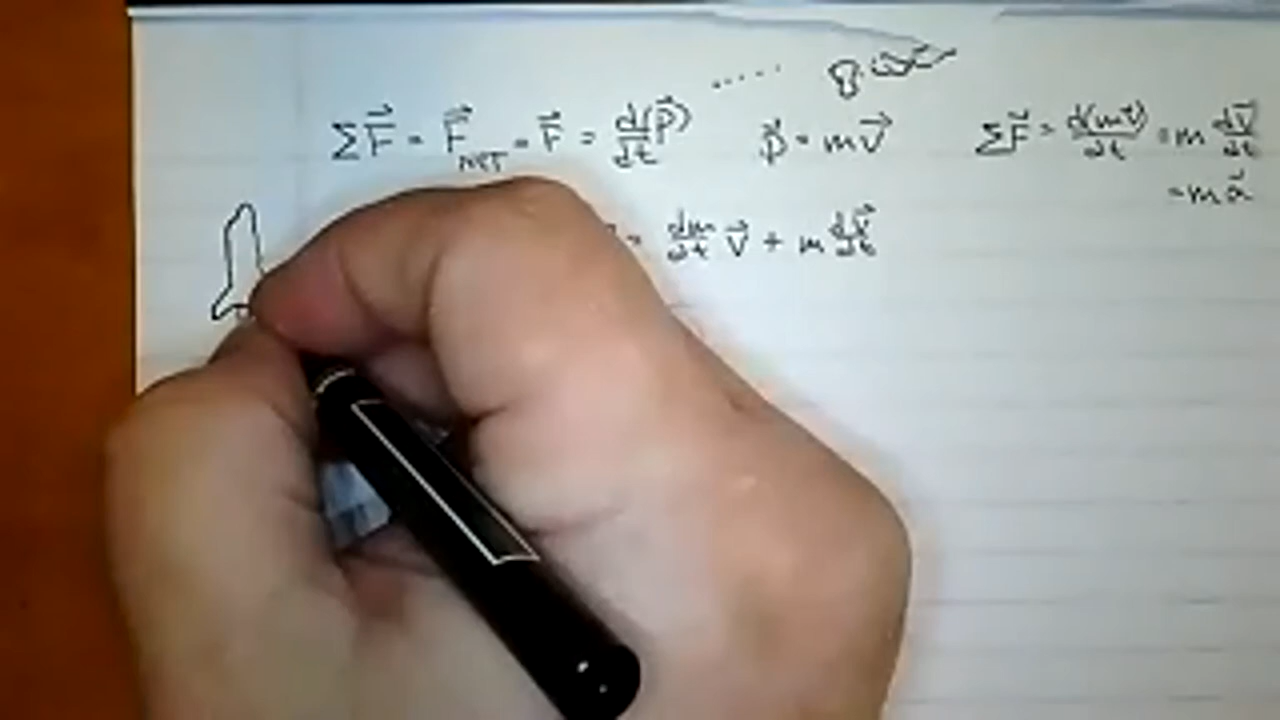 ΣF⃗ = F⃗_NET = F⃗ = d(p⃗)/dt ..... p⃗ = mv⃗ ΣF⃗ = d(mv⃗)/dt = m dv⃗/dt
= ma⃗
= dm/dt v⃗ + m dv⃗/dt